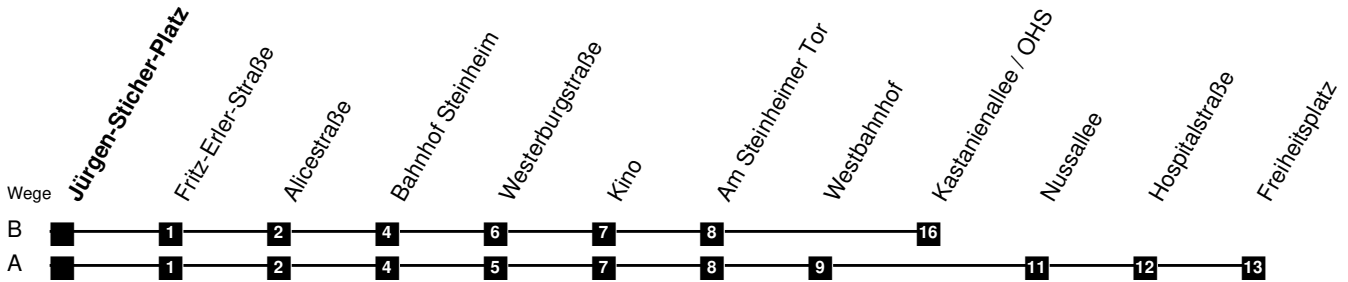 Jürgen-Sticher-Platz
Fritz-Erler-Straße
Alicestraße
Bahnhof Steinheim
Westerburgstraße
Kino
Am Steinheimer Tor
Westbahnhof
Kastanienallee / OHS
Nussallee
Hospitalstraße
Freiheitsplatz
Wege
B 1 2 4 6 7 8 16
A 1 2 4 5 7 8 9 11 12 13